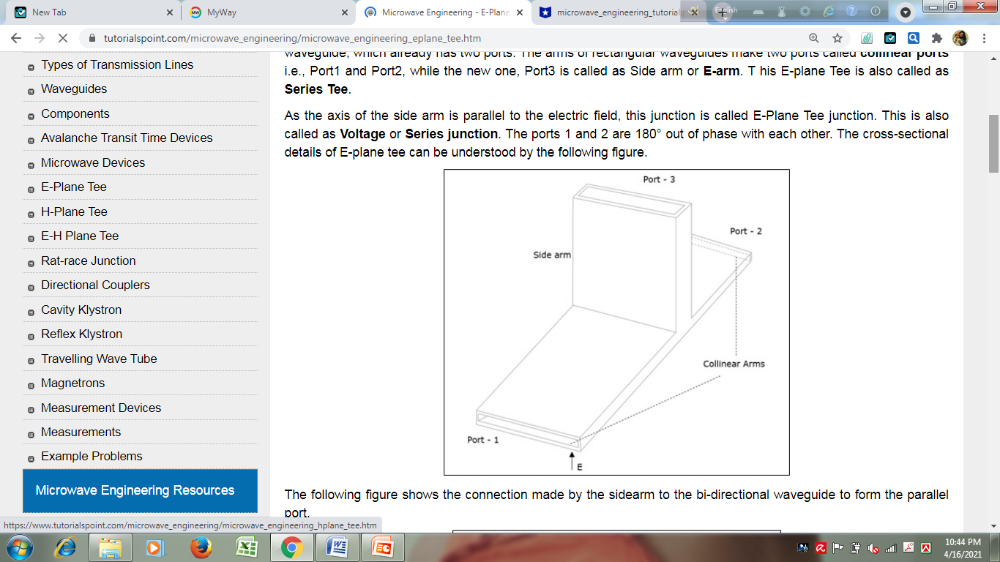 New Tab
MyWay
Microwave Engineering - E-Plane
microwave_engineering_tutorial.
English
tutorialspoint.com/microwave_engineering/microwave_engineering_eplane_tee.htm
Types of Transmission Lines
Waveguides
Components
Avalanche Transit Time Devices
Microwave Devices
E-Plane Tee
H-Plane Tee
E-H Plane Tee
Rat-race Junction
Directional Couplers
Cavity Klystron
Reflex Klystron
Travelling Wave Tube
Magnetrons
Measurement Devices
Measurements
Example Problems
Microwave Engineering Resources
waveguide, which already has two ports. The arms of rectangular waveguides make two ports called collinear ports
i.e., Port1 and Port2, while the new one, Port3 is called as Side arm or E-arm. T his E-plane Tee is also called as
Series Tee.
As the axis of the side arm is parallel to the electric field, this junction is called E-Plane Tee junction. This is also
called as Voltage or Series junction. The ports 1 and 2 are 180° out of phase with each other. The cross-sectional
details of E-plane tee can be understood by the following figure.
Port - 3
Port - 2
Side arm
Collinear Arms
Port - 1
E
The following figure shows the connection made by the sidearm to the bi-directional waveguide to form the parallel
port.
https://www.tutorialspoint.com/microwave_engineering/microwave_engineering_hplane_tee.htm
10:44 PM
4/16/2021